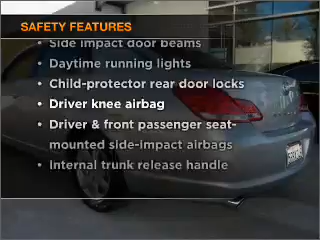 SAFETY FEATURES
• Side impact door beams
• Daytime running lights
• Child-protector rear door locks
• Driver knee airbag
• Driver & front passenger seat-
mounted side-impact airbags
• Internal trunk release handle